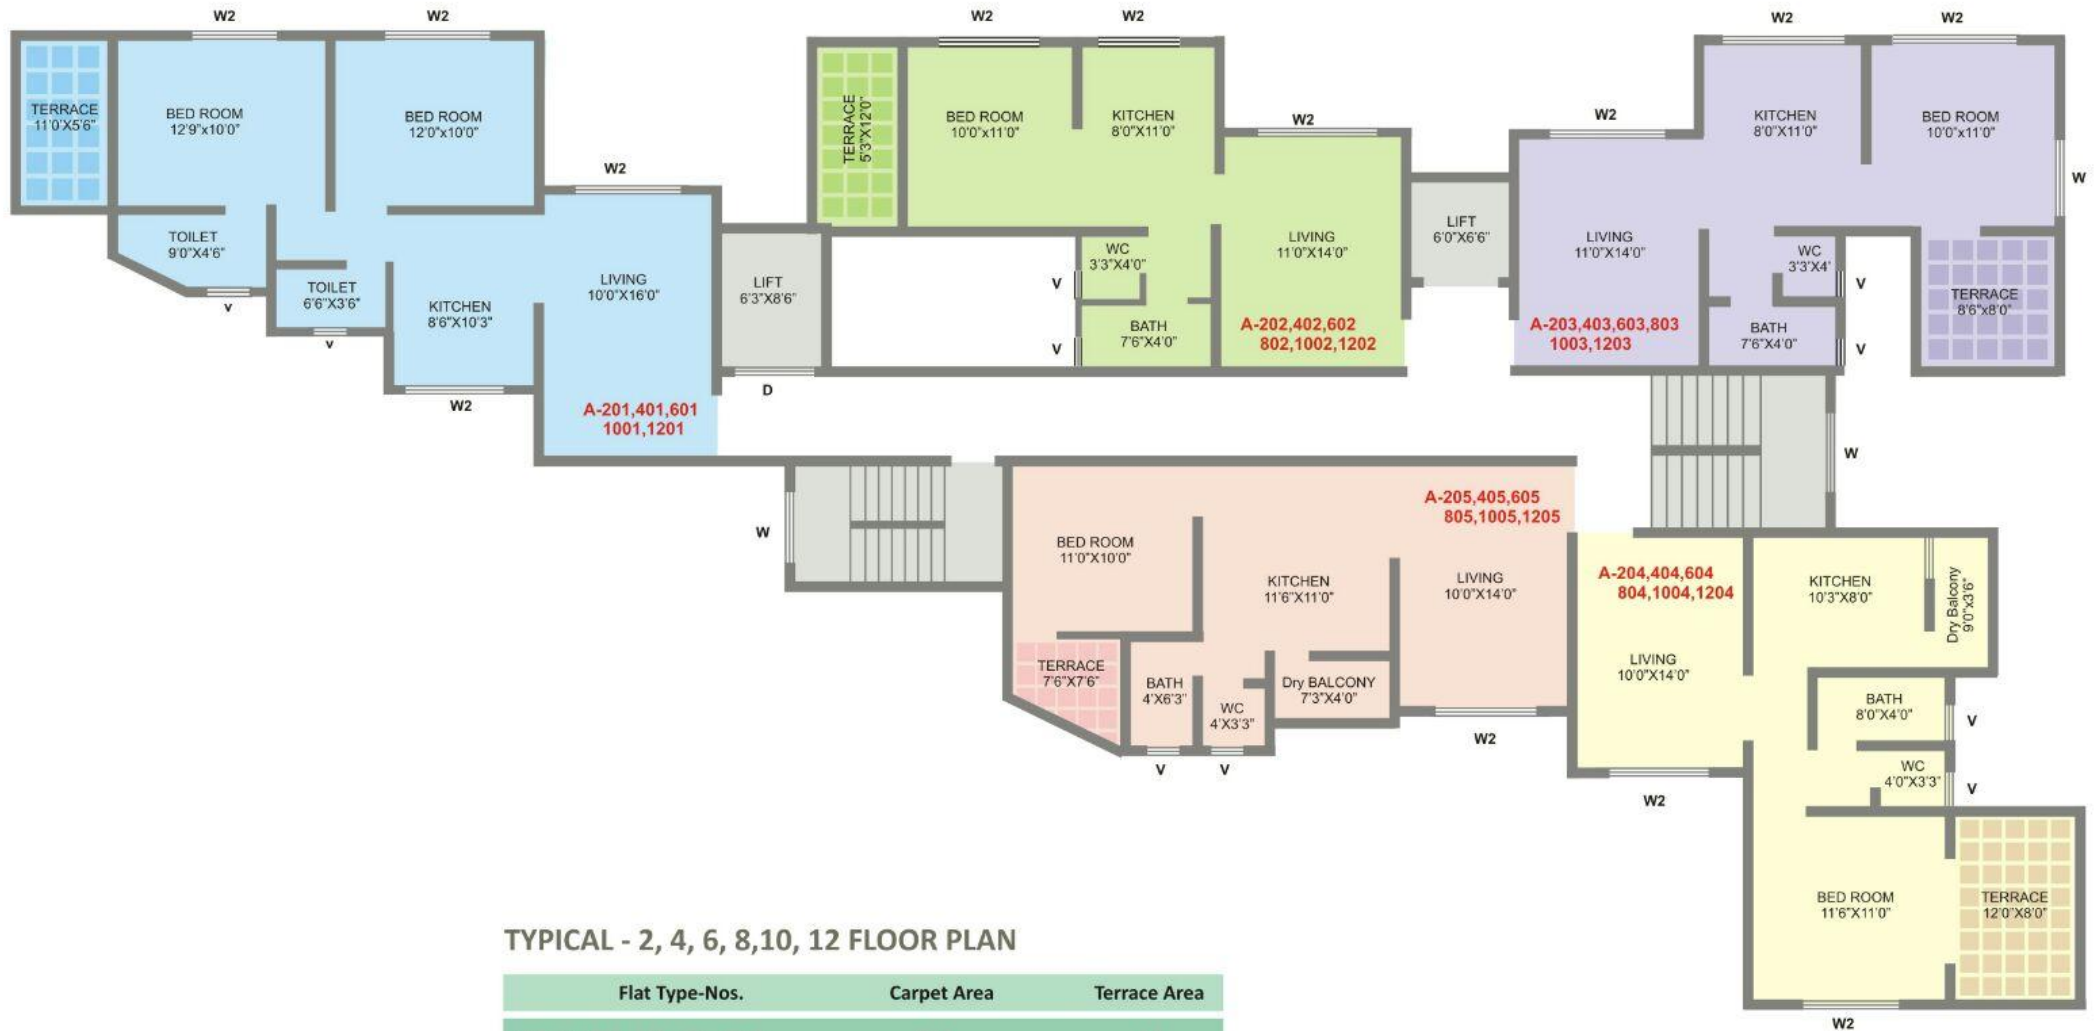 W2
W2
TERRACE
11'0'X5'6"
BED ROOM
12'9"x10'0"
BED ROOM
12'0"x10'0"
W2
TOILET
9'0"X4'6"
v
TOILET
6'6"X3'6"
v
KITCHEN
8'6"X10'3"
W2
LIVING
10'0"X16'0"
A-201,401,601
1001,1201
LIFT
6'3"X8'6"
D
W2
W2
TERRACE
5'3"X12'0"
BED ROOM
10'0"x11'0"
KITCHEN
8'0"X11'0"
W2
WC
3'3"X4'0"
V
BATH
7'6"X4'0"
V
LIVING
11'0"X14'0"
A-202,402,602
802,1002,1202
LIFT
6'0"X6'6"
W2
W2
W2
KITCHEN
8'0"X11'0"
BED ROOM
10'0"x11'0"
W
LIVING
11'0"X14'0"
WC
3'3"X4'
V
A-203,403,603,803
1003,1203
BATH
7'6"X4'0"
V
TERRACE
8'6"x8'0"
W
W
BED ROOM
11'0"X10'0"
A-205,405,605
805,1005,1205
KITCHEN
11'6"X11'0"
LIVING
10'0"X14'0"
TERRACE
7'6"X7'6"
BATH
4'X6'3"
WC
4'X3'3"
Dry BALCONY
7'3"X4'0"
V
V
W2
A-204,404,604
804,1004,1204
KITCHEN
10'3"X8'0"
Dry Balcony
9'0"x3'6"
LIVING
10'0"X14'0"
BATH
8'0"X4'0"
V
WC
4'0"X3'3"
V
W2
BED ROOM
11'6"X11'0"
TERRACE
12'0"X8'0"
W2
TYPICAL - 2, 4, 6, 8,10, 12 FLOOR PLAN
Flat Type-Nos. Carpet Area Terrace Area